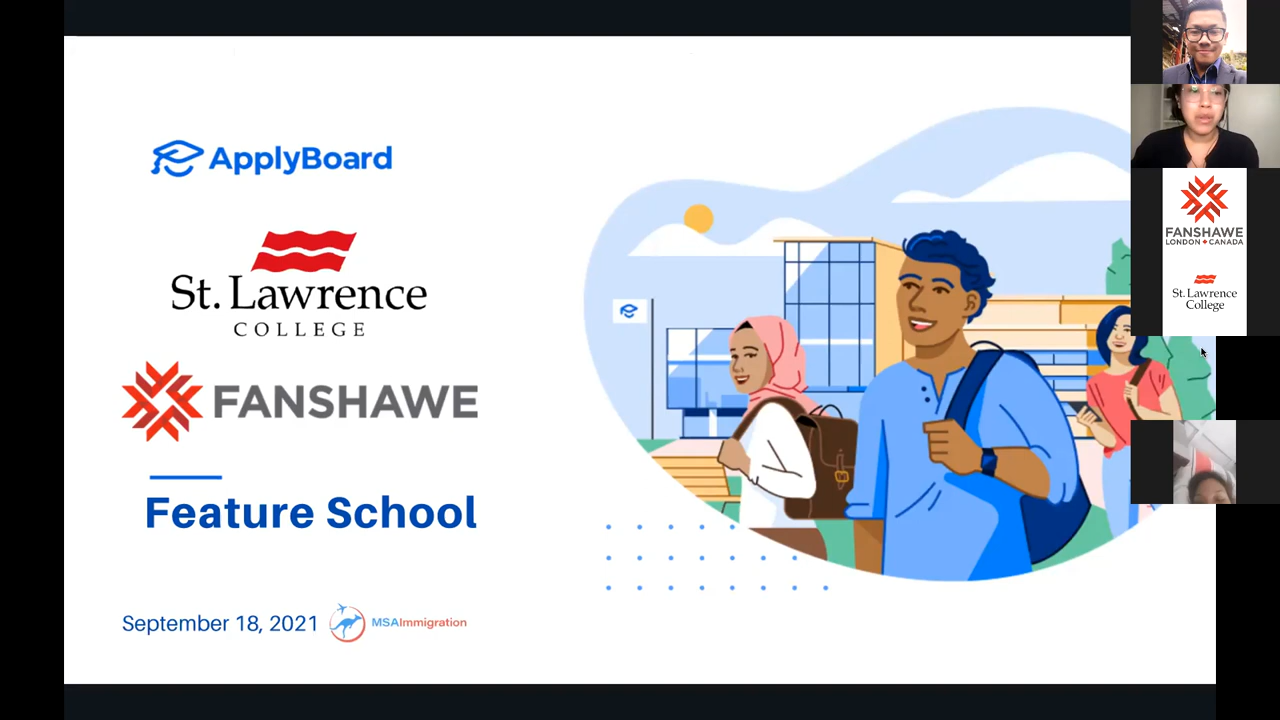 ApplyBoard
St. Lawrence
COLLEGE
FANSHAWE
Feature School
September 18, 2021
MSAImmigration
FANSHAWE
LONDON CANADA
St. Lawrence
College